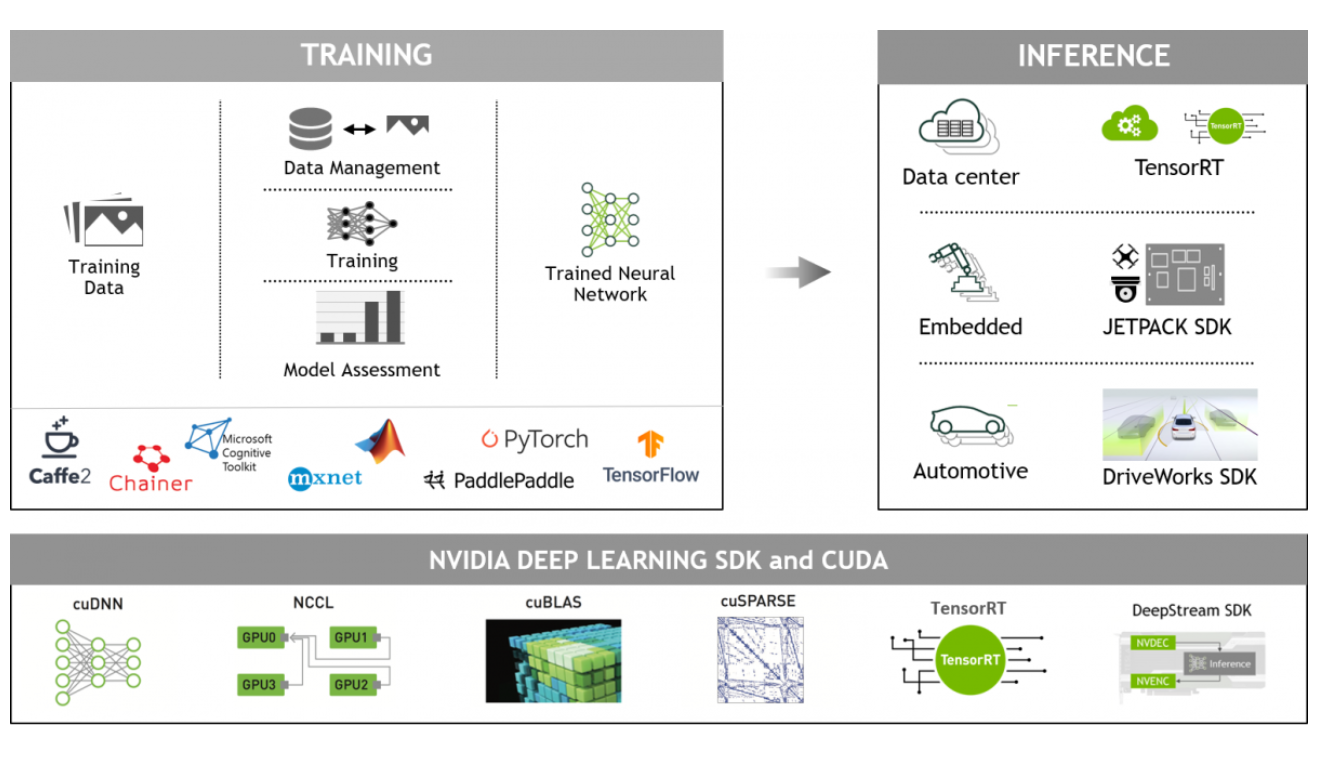 TRAINING
Training
Data
Data Management
Training
Model Assessment
Trained Neural
Network
Caffe2
Chainer
Microsoft
Cognitive
Toolkit
mxnet
PyTorch
PaddlePaddle
TensorFlow
INFERENCE
Data center
TensorRT
TensorRT
Embedded
JETPACK SDK
Automotive
DriveWorks SDK
NVIDIA DEEP LEARNING SDK and CUDA
cuDNN
NCCL
GPU0
GPU1
GPU3
GPU2
cuBLAS
cuSPARSE
TensorRT
TensorRT
DeepStream SDK
NVDEC
Inference
NVENC